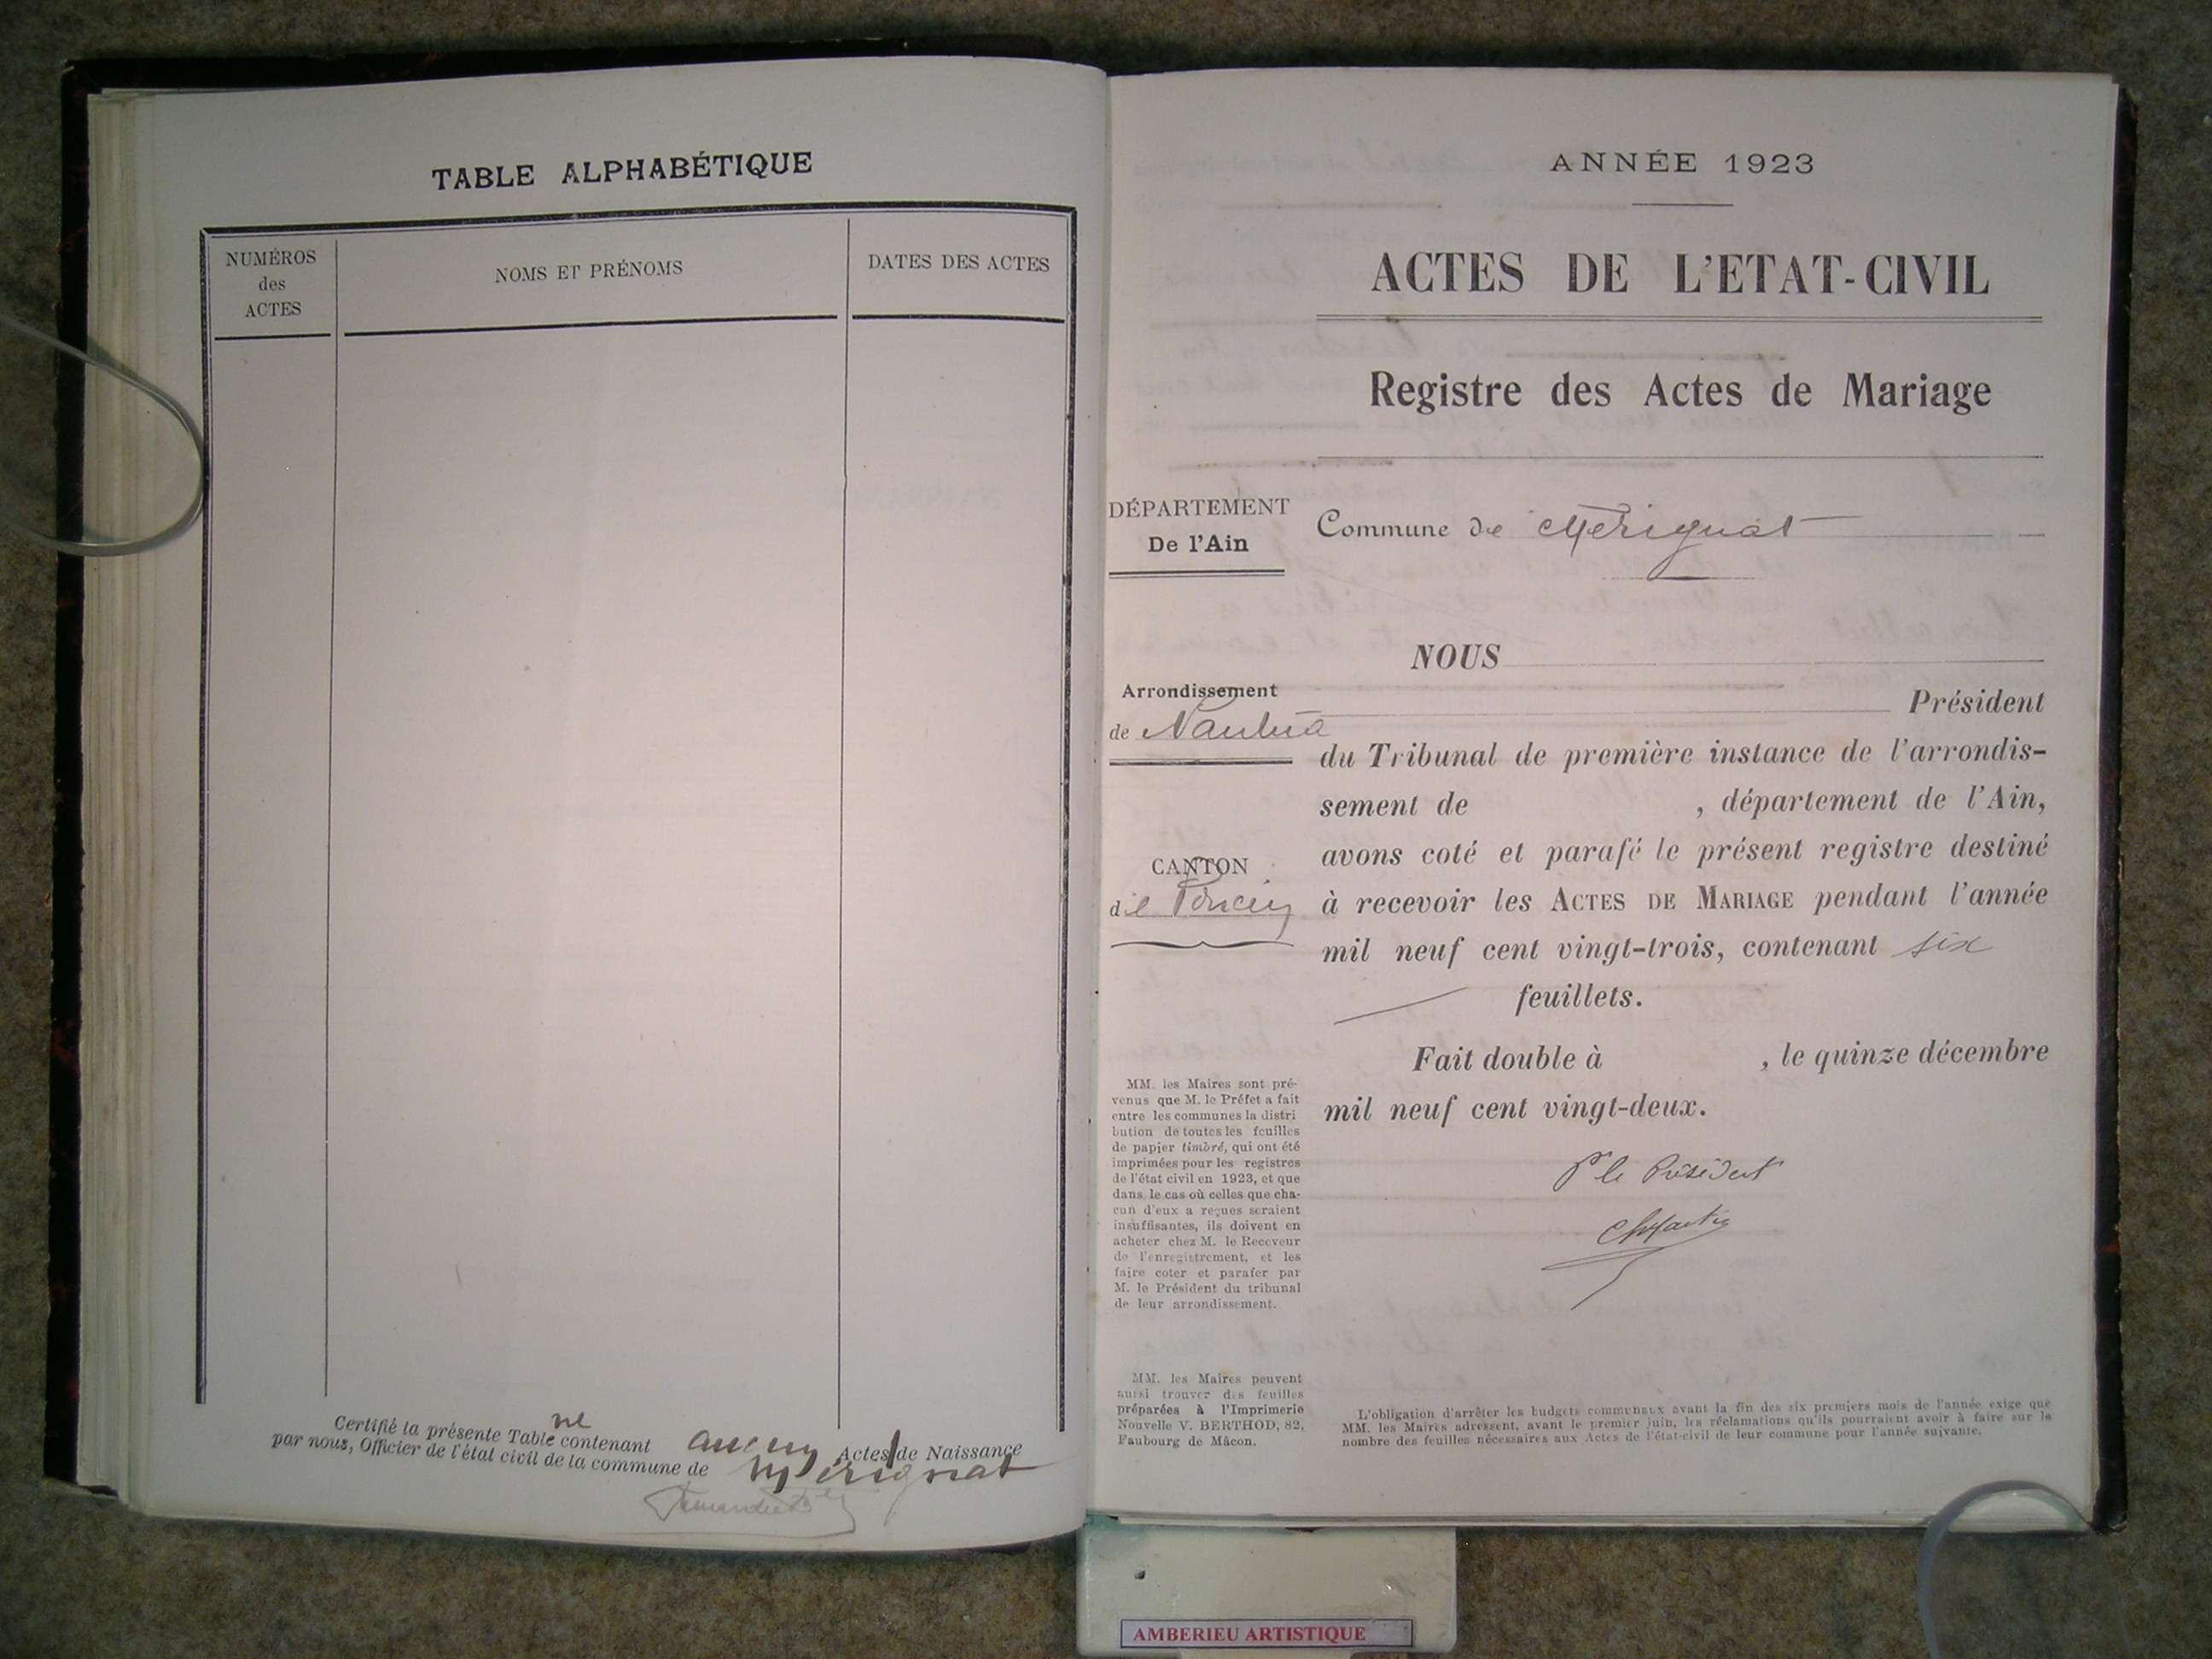 TABLE ALPHABÉTIQUE
NUMÉROS
des
ACTES
NOMS ET PRÉNOMS
DATES DES ACTES
Certifié la présente Table ne contenant aucun Actes de Naissance
par nous, Officier de l'état civil de la commune de Mérignat
ANNÉE 1923
ACTES DE L'ETAT-CIVIL
Registre des Actes de Mariage
DÉPARTEMENT
De l'Ain
Commune de Mérignat
Arrondissement
de Nantua
CANTON
de Poncin
NOUS
Président
du Tribunal de première instance de l'arrondis-
sement de , département de l'Ain,
avons coté et parafé le présent registre destiné
à recevoir les ACTES DE MARIAGE pendant l'année
mil neuf cent vingt-trois, contenant six
feuillets.
Fait double à , le quinze décembre
mil neuf cent vingt-deux.
Pr le Président
MM. les Maires sont pré-
venus que M. le Préfet a fait
entre les communes la distri
bution de toutes les feuilles
de papier timbré, qui ont été
imprimées pour les registres
de l'état civil en 1923, et que
dans le cas où celles que cha-
cun d'eux a reçues seraient
insuffisantes, ils doivent en
acheter chez M. le Receveur
de l'enregistrement, et les
faire coter et parafer par
M. le Président du tribunal
de leur arrondissement.
MM. les Maires peuvent
aussi trouver des feuilles
préparées à l'Imprimerie
Nouvelle V. BERTHOD, 82,
Faubourg de Mâcon.
L'obligation d'arrêter les budgets communaux avant la fin des six premiers mois de l'année exige que
MM. les Maires adressent, avant le premier juin, les réclamations qu'ils pourraient avoir à faire sur le
nombre des feuilles nécessaires aux Actes de l'état-civil de leur commune pour l'année suivante.
AMBERIEU ARTISTIQUE